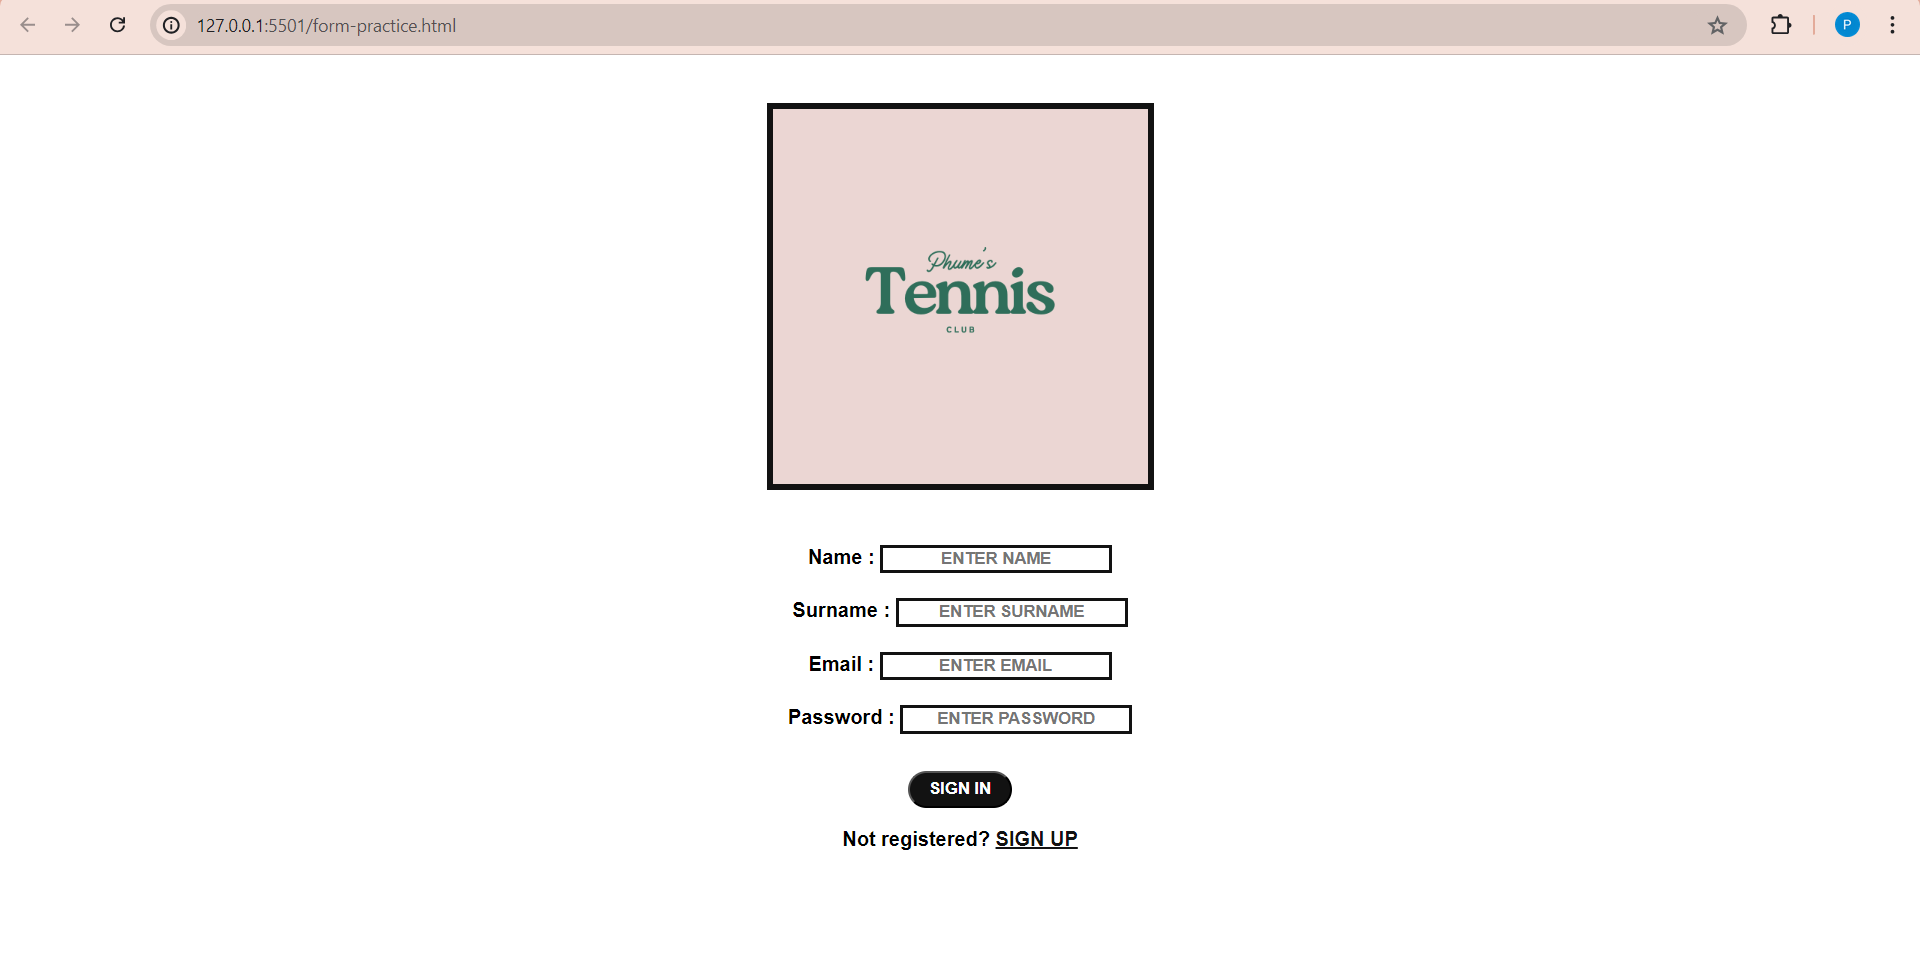 127.0.0.1:5501/form-practice.html
P
Phume's
Tennis
CLUB
Name : ENTER NAME
Surname : ENTER SURNAME
Email : ENTER EMAIL
Password : ENTER PASSWORD
SIGN IN
Not registered? SIGN UP